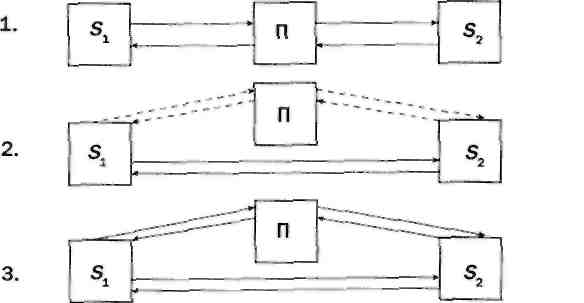 1. S₁ П S₂
П
2. S₁ S₂
П
3. S₁ S₂